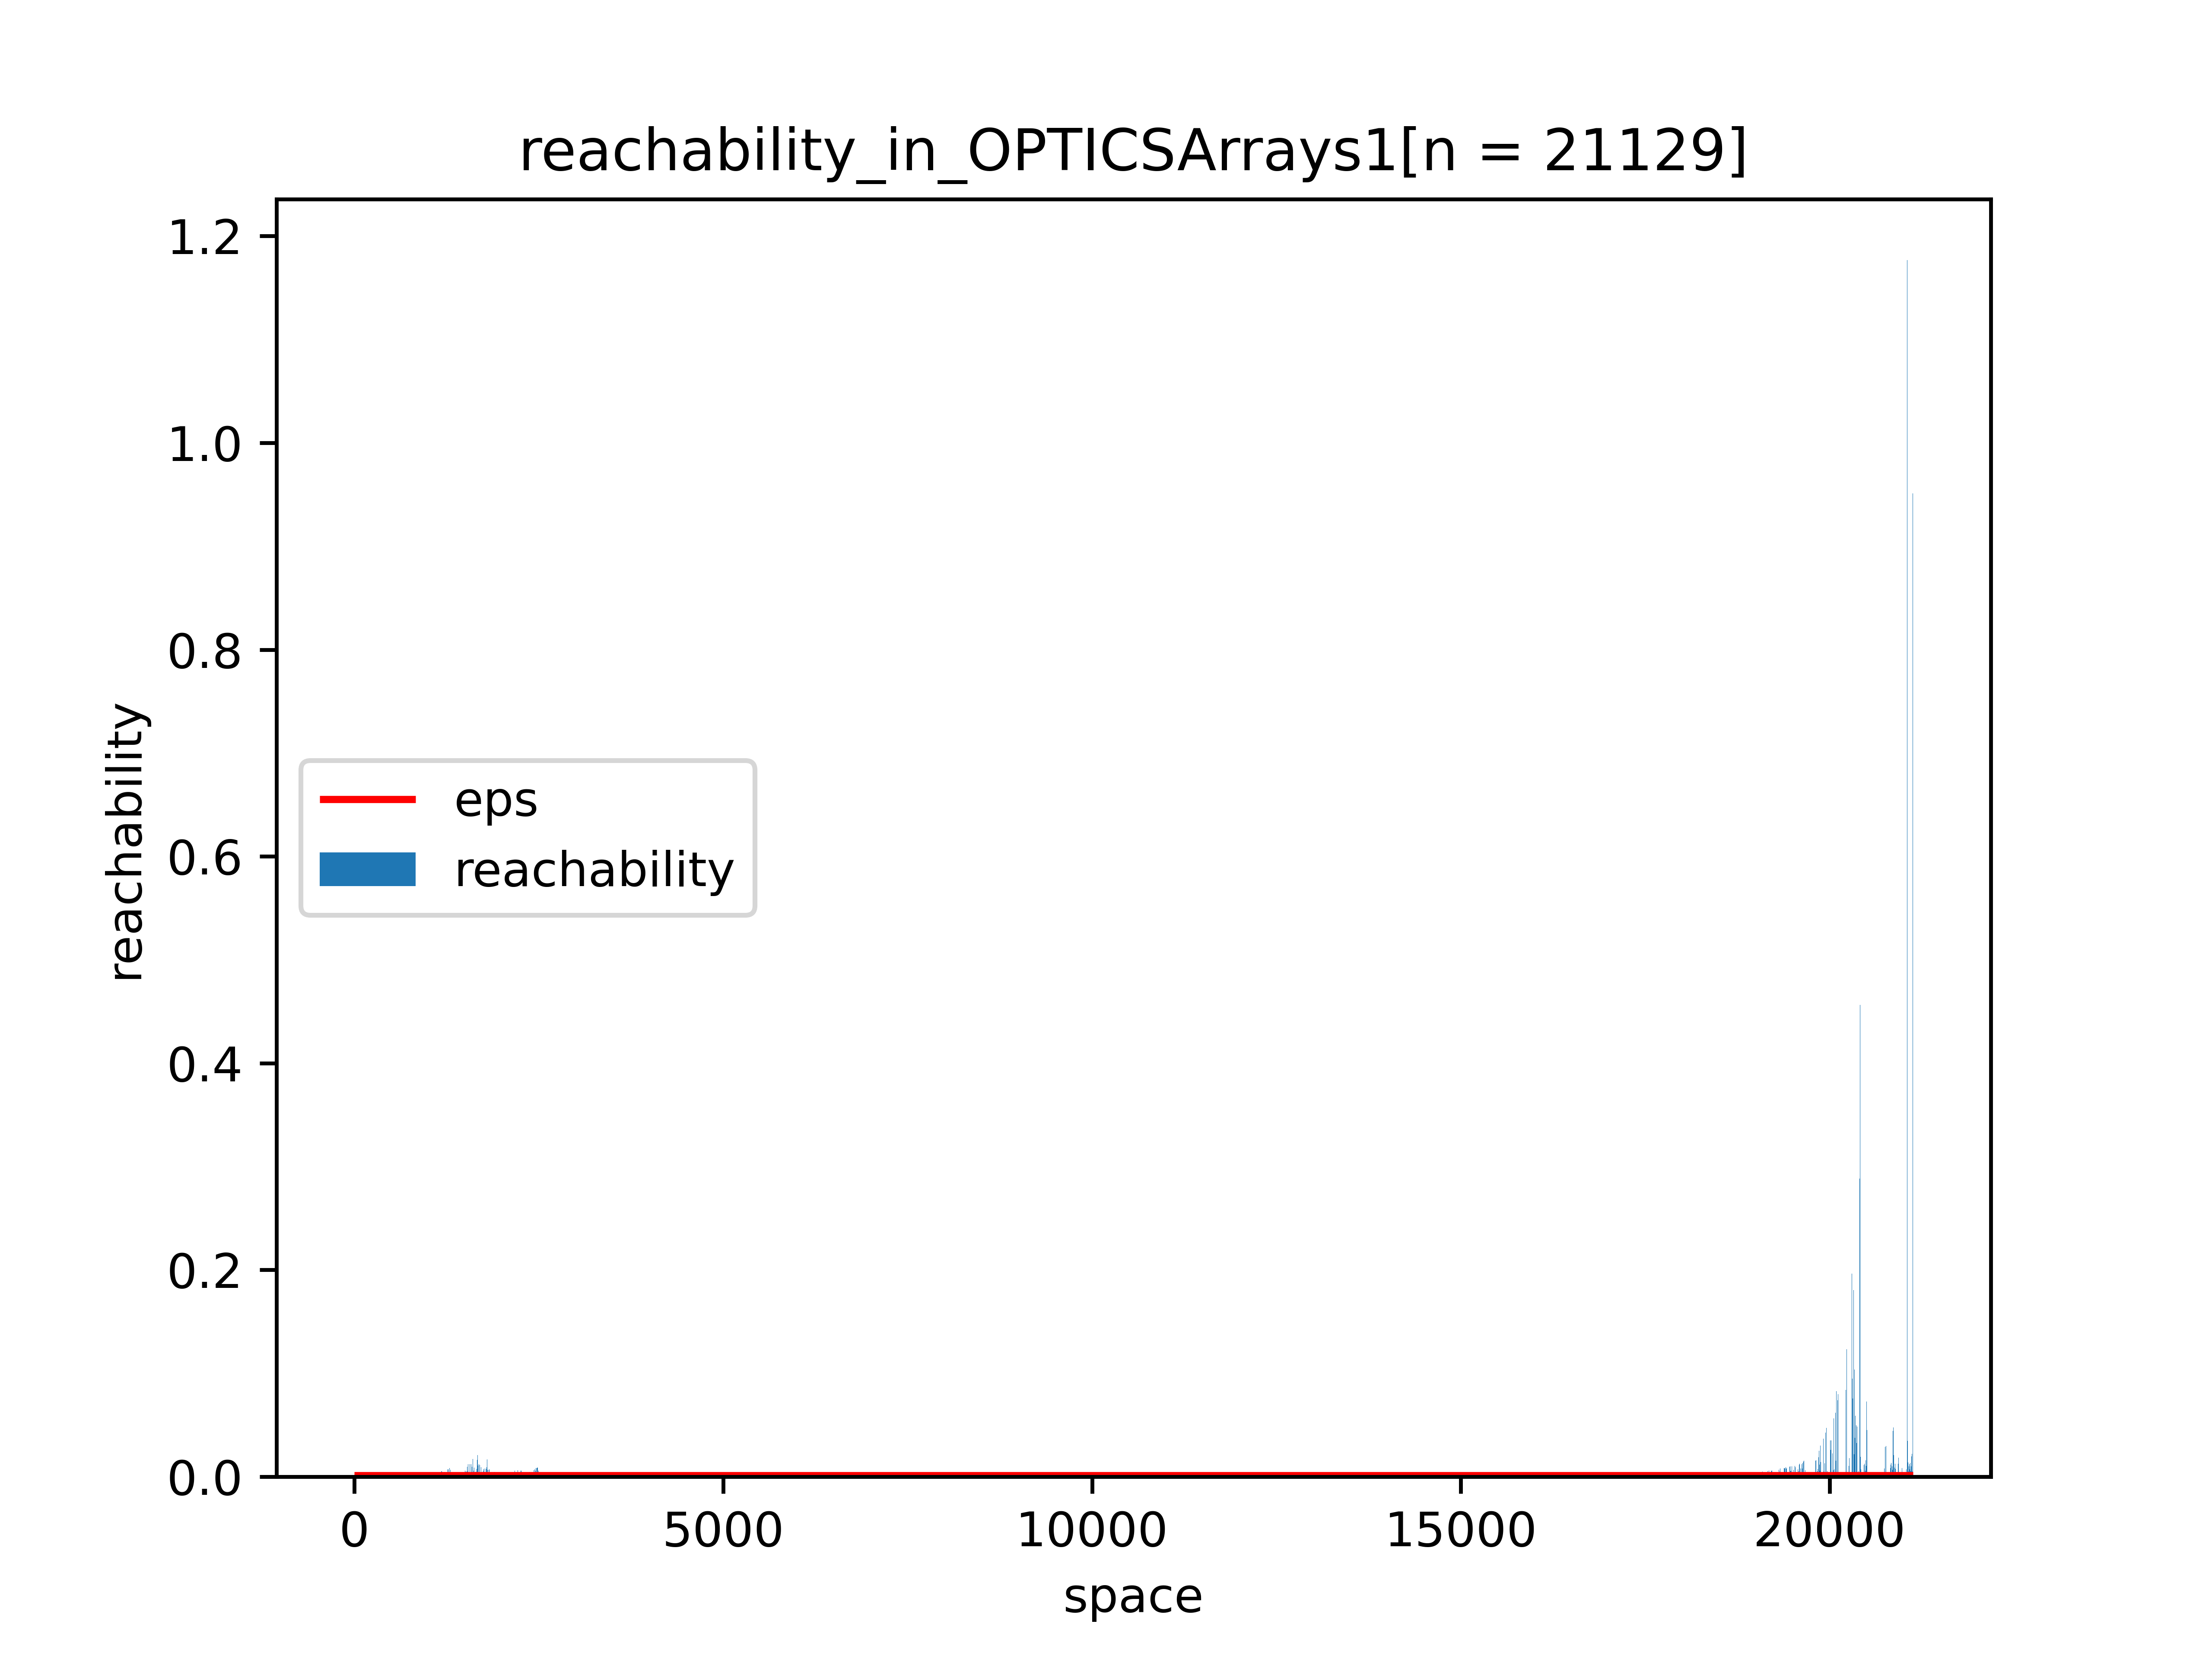 reachability_in_OPTICSArrays1[n = 21129]
1.2
1.0
0.8
0.6
0.4
0.2
0.0
reachability
eps
reachability
0 5000 10000 15000 20000
space